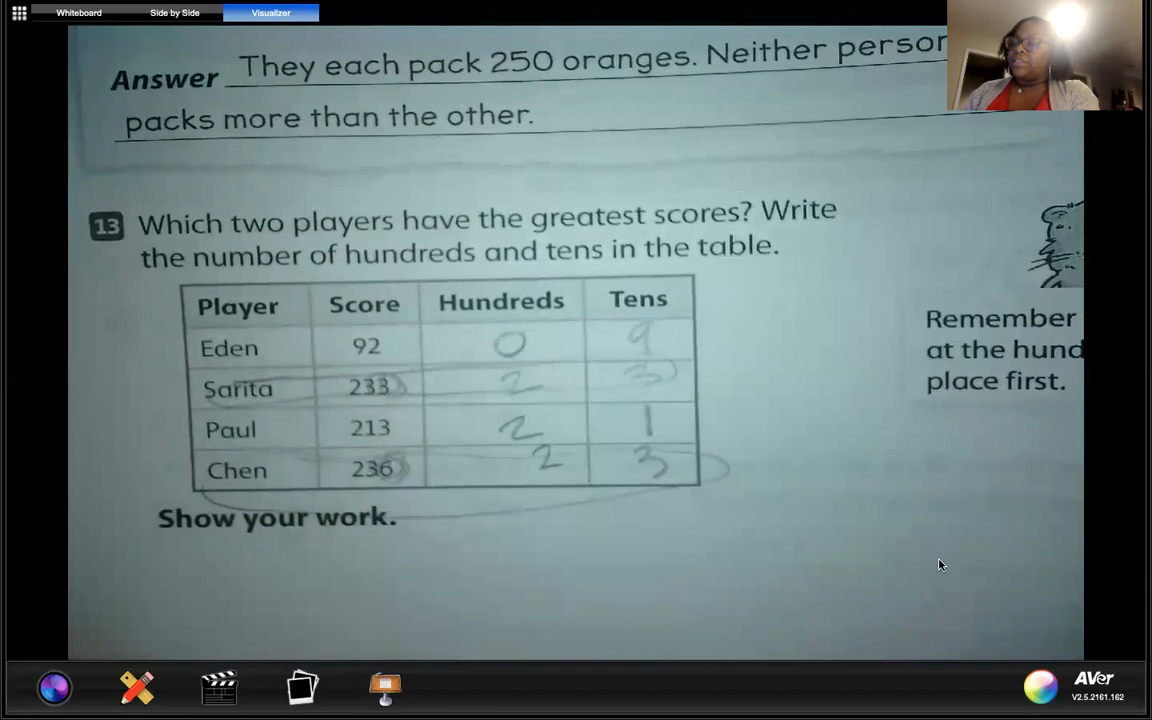 Whiteboard Side by Side Visualizer
Answer They each pack 250 oranges. Neither person
packs more than the other.
13 Which two players have the greatest scores? Write
the number of hundreds and tens in the table.
Player Score Hundreds Tens
Eden 92 0 9
Sarita 233 2 3
Paul 213 2 1
Chen 236 2 3
Remember
at the hund
place first.
Show your work.
AVer
V2.5.2161.162